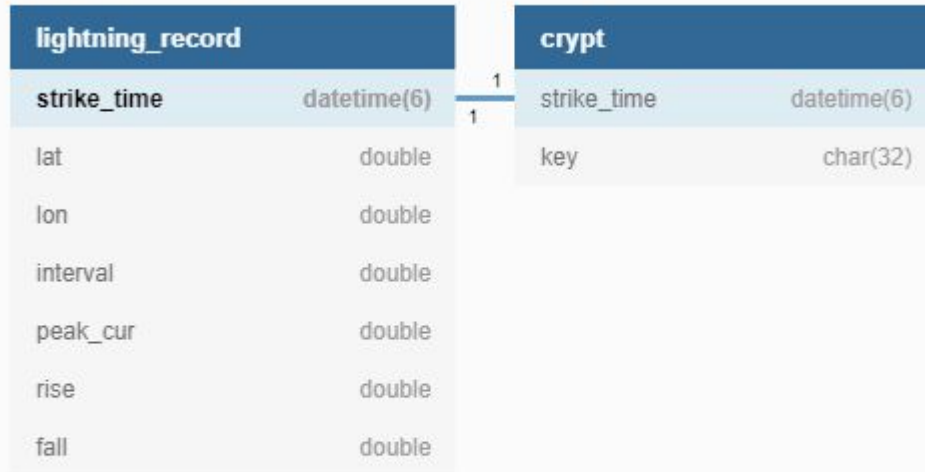 lightning_record
strike_time datetime(6)
lat double
lon double
interval double
peak_cur double
rise double
fall double
1
1
crypt
strike_time datetime(6)
key char(32)